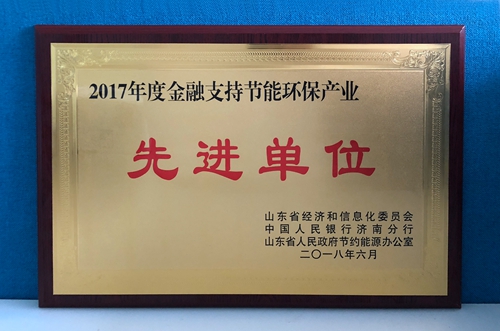 2017年度金融支持节能环保产业
先进单位
山东省经济和信息化委员会
中国人民银行济南分行
山东省人民政府节约能源办公室
二〇一八年六月